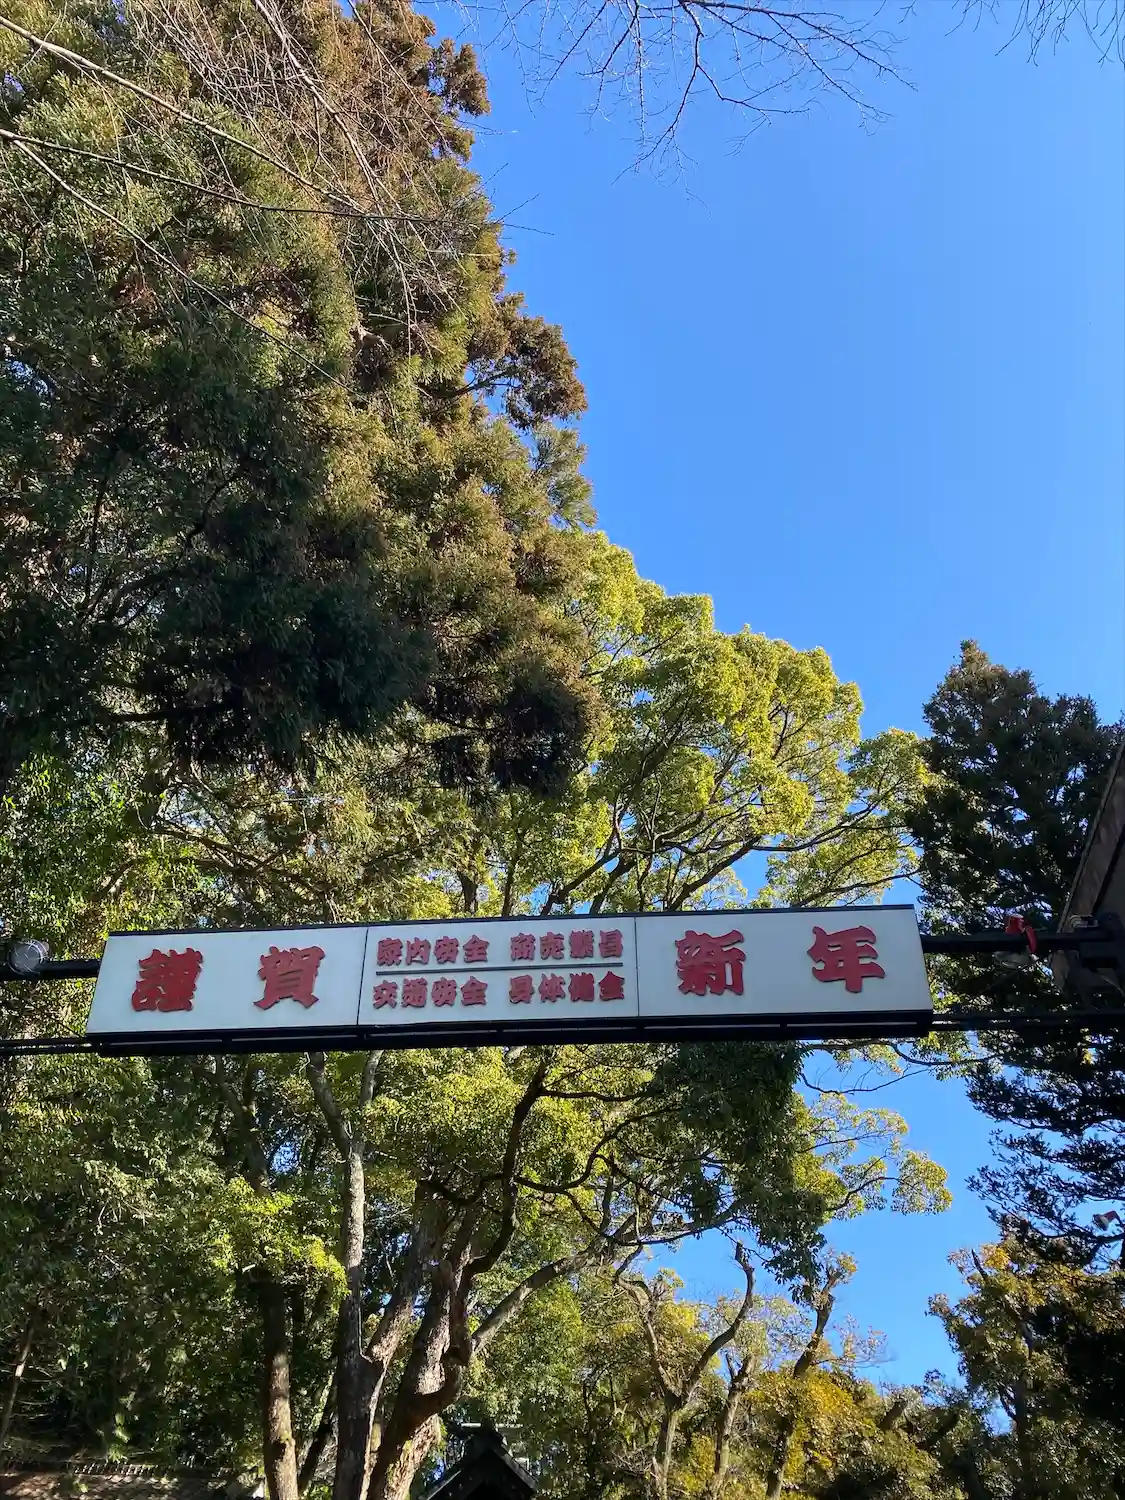 謹賀
家内安全 商売繁昌
交通安全 身体健全
新年